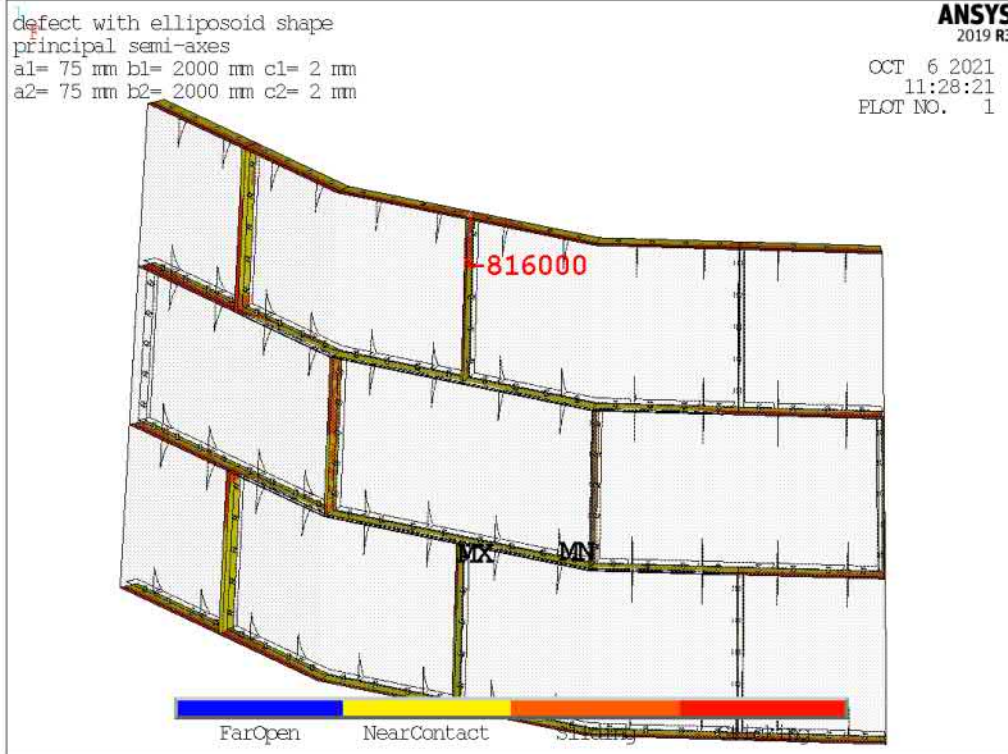 defect with elliposoid shape
principal semi-axes
a1= 75 mm b1= 2000 mm c1= 2 mm
a2= 75 mm b2= 2000 mm c2= 2 mm
ANSYS
2019 R3
OCT 6 2021
11:28:21
PLOT NO. 1
-816000
MX MN
FarOpen NearContact Sliding Sticking